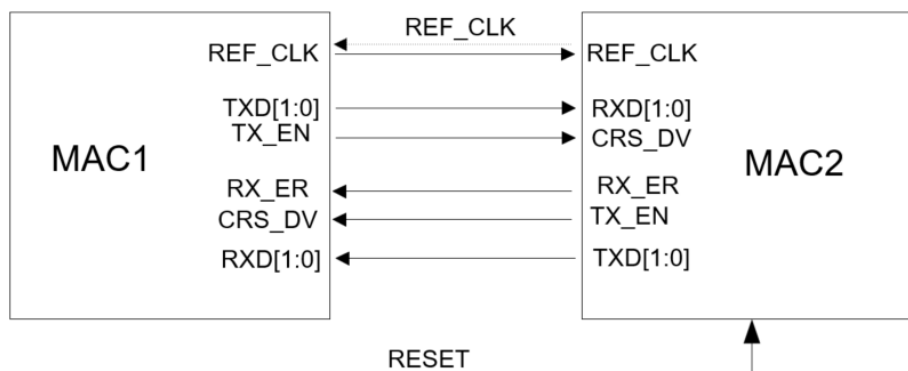 REF_CLK
REF_CLK
REF_CLK
TXD[1:0]
RXD[1:0]
TX_EN
CRS_DV
MAC1
MAC2
RX_ER
RX_ER
CRS_DV
TX_EN
RXD[1:0]
TXD[1:0]
RESET